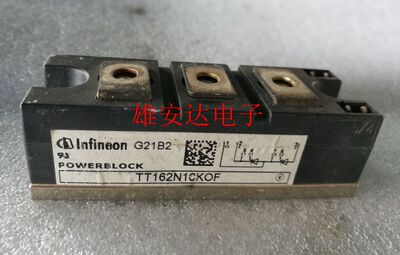 雄安达电子
Infineon G21B2
POWERBLOCK
TT162N16KOF